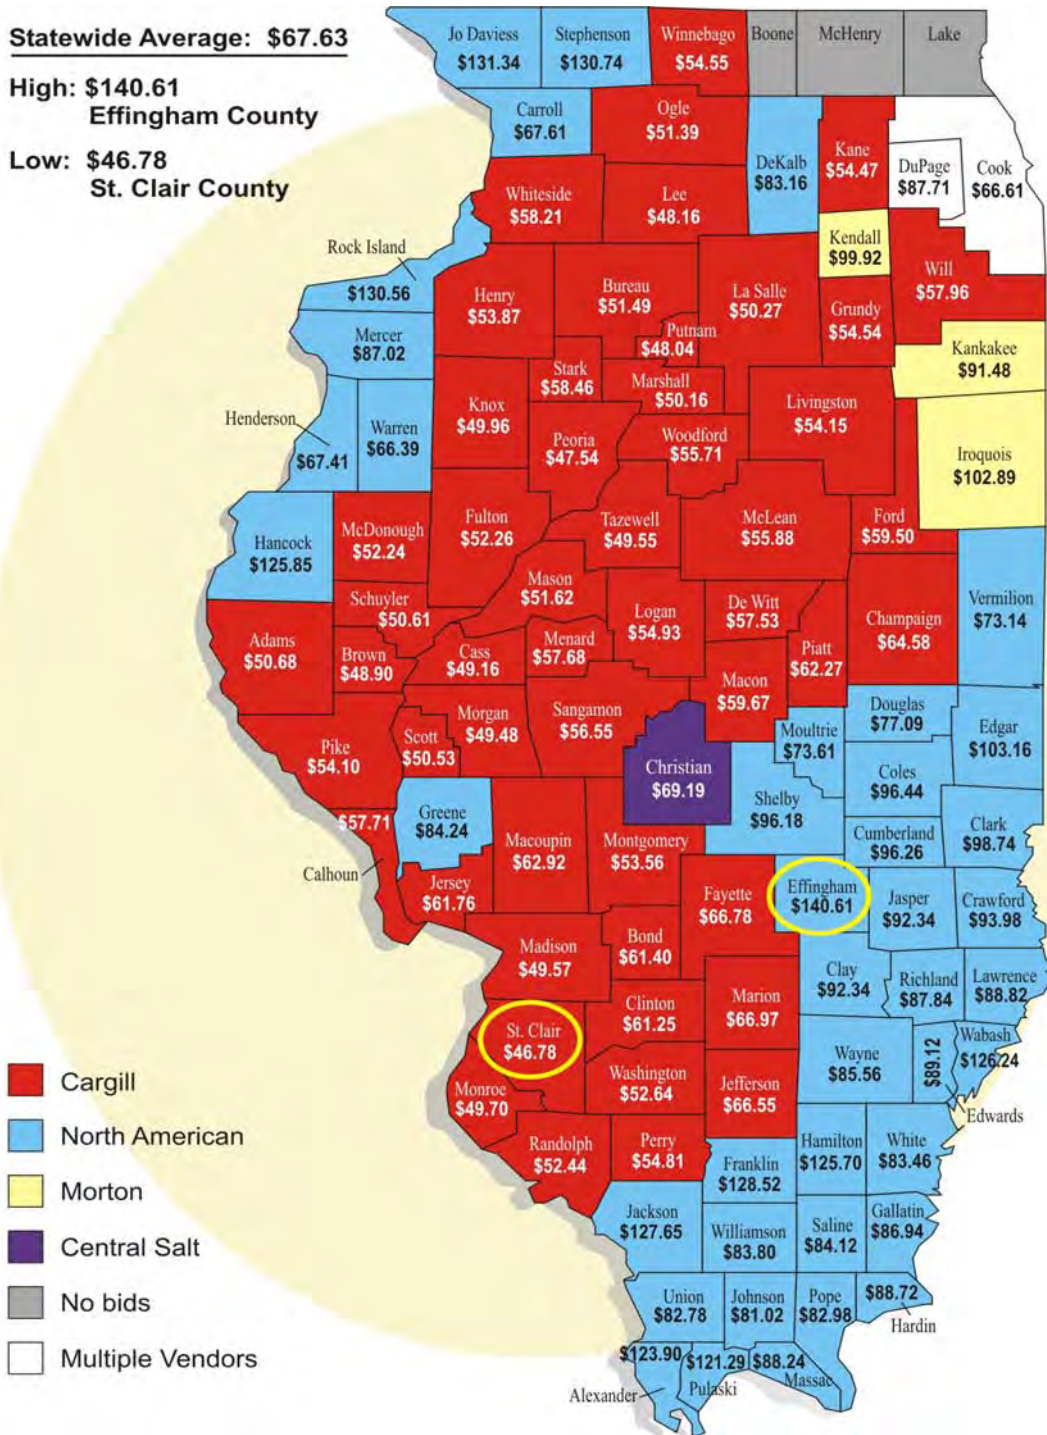 Statewide Average: $67.63
High: $140.61
Effingham County
Low: $46.78
St. Clair County
Jo Daviess
$131.34
Stephenson
$130.74
Winnebago
$54.55
Boone
McHenry
Lake
Carroll
$67.61
Ogle
$51.39
DeKalb
$83.16
Kane
$54.47
DuPage
$87.71
Cook
$66.61
Whiteside
$58.21
Lee
$48.16
Kendall
$99.92
Rock Island
$130.56
Henry
$53.87
Bureau
$51.49
La Salle
$50.27
Grundy
$54.54
Will
$57.96
Putnam
$48.04
Mercer
$87.02
Kankakee
$91.48
Stark
$58.46
Marshall
$50.16
Knox
$49.96
Livingston
$54.15
Henderson
$67.41
Warren
$66.39
Peoria
$47.54
Woodford
$55.71
Iroquois
$102.89
Hancock
$125.85
McDonough
$52.24
Fulton
$52.26
Tazewell
$49.55
McLean
$55.88
Ford
$59.50
Mason
$51.62
Schuyler
$50.61
Logan
$54.93
De Witt
$57.53
Champaign
$64.58
Vermilion
$73.14
Adams
$50.68
Brown
$48.90
Cass
$49.16
Menard
$57.68
Piatt
$62.27
Macon
$59.67
Pike
$54.10
Scott
$50.53
Morgan
$49.48
Sangamon
$56.55
Moultrie
$73.61
Douglas
$77.09
Edgar
$103.16
Christian
$69.19
Coles
$96.44
Shelby
$96.18
$57.71
Calhoun
Greene
$84.24
Macoupin
$62.92
Montgomery
$53.56
Cumberland
$96.26
Clark
$98.74
Jersey
$61.76
Fayette
$66.78
Effingham
$140.61
Jasper
$92.34
Crawford
$93.98
Madison
$49.57
Bond
$61.40
Clay
$92.34
Richland
$87.84
Lawrence
$88.82
Clinton
$61.25
Marion
$66.97
St. Clair
$46.78
Wayne
$85.56
$89.12
Edwards
Wabash
$126.24
Washington
$52.64
Jefferson
$66.55
Monroe
$49.70
Randolph
$52.44
Perry
$54.81
Franklin
$128.52
Hamilton
$125.70
White
$83.46
Jackson
$127.65
Williamson
$83.80
Saline
$84.12
Gallatin
$86.94
Union
$82.78
Johnson
$81.02
Pope
$82.98
$88.72
Hardin
$123.90
Alexander
$121.29
Pulaski
$88.24
Massac
Cargill
North American
Morton
Central Salt
No bids
Multiple Vendors